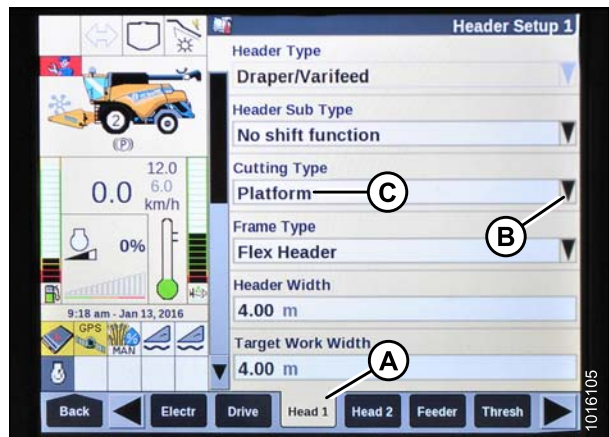 Header Setup 1
Header Type
Draper/Varifeed
Header Sub Type
No shift function
Cutting Type
Platform
C
B
Frame Type
Flex Header
Header Width
4.00 m
Target Work Width
4.00 m
A
2
(P)
12.0
0.0
6.0
km/h
0%
F
9:18 am - Jan 13, 2016
GPS
MAN
Back
Electr
Drive
Head 1
Head 2
Feeder
Thresh
1016105